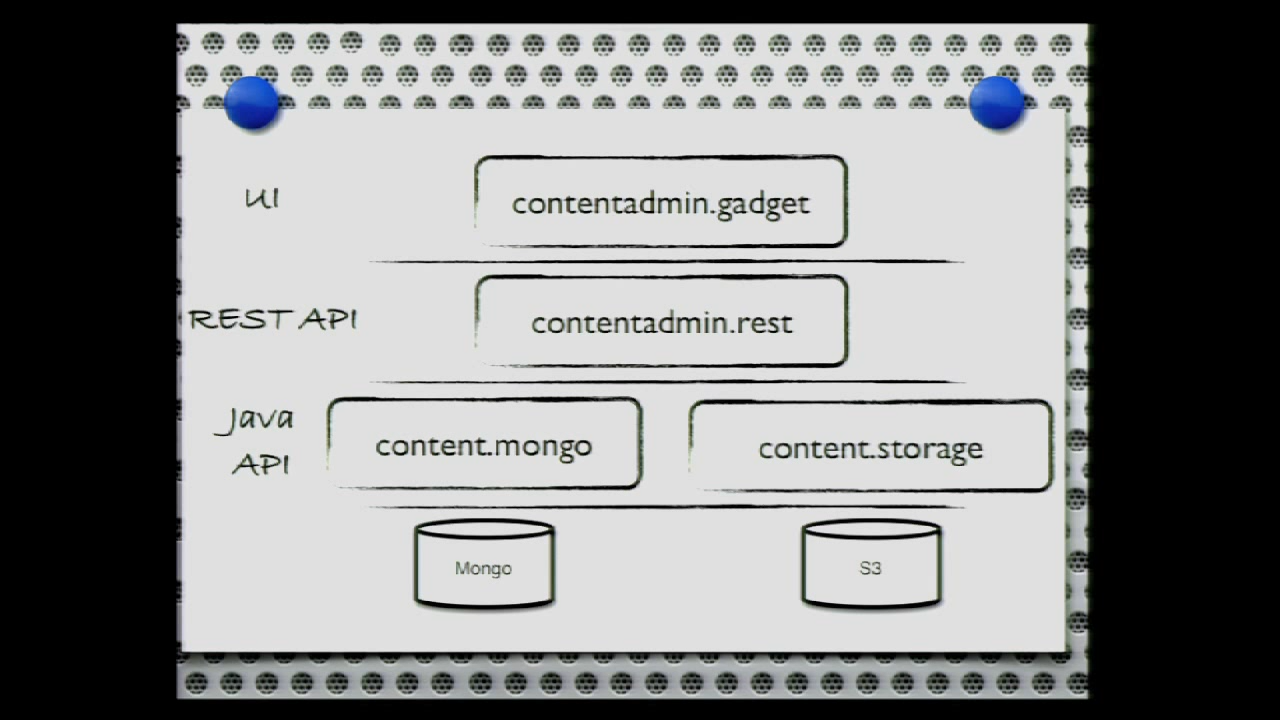 UI
contentadmin.gadget
REST API
contentadmin.rest
Java
API
content.mongo
content.storage
Mongo
S3